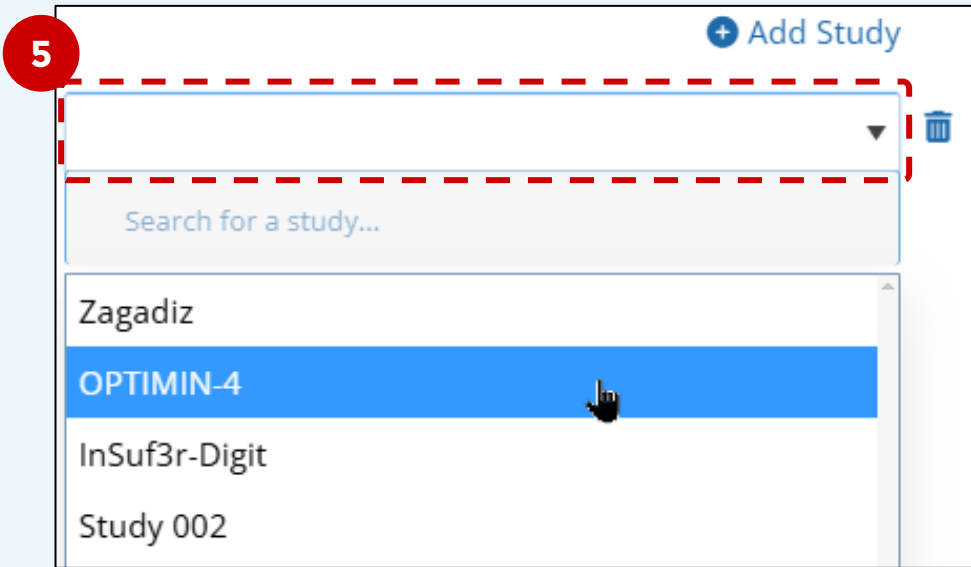 5
Add Study
Search for a study...
Zagadiz
OPTIMIN-4
InSuf3r-Digit
Study 002